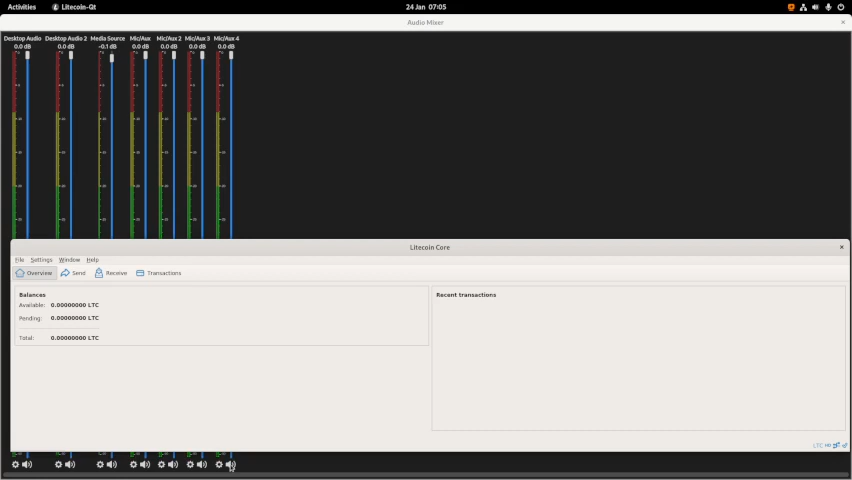 Activities Litecoin-Qt 24 Jan 07:05
Audio Mixer
Desktop Audio Desktop Audio 2 Media Source Mic/Aux Mic/Aux 2 Mic/Aux 3 Mic/Aux 4
0.0 dB 0.0 dB -0.1 dB 0.0 dB 0.0 dB 0.0 dB 0.0 dB
Litecoin Core
File Settings Window Help
Overview Send Receive Transactions
Balances
Available: 0.00000000 LTC
Pending: 0.00000000 LTC
Total: 0.00000000 LTC
Recent transactions
LTC HD